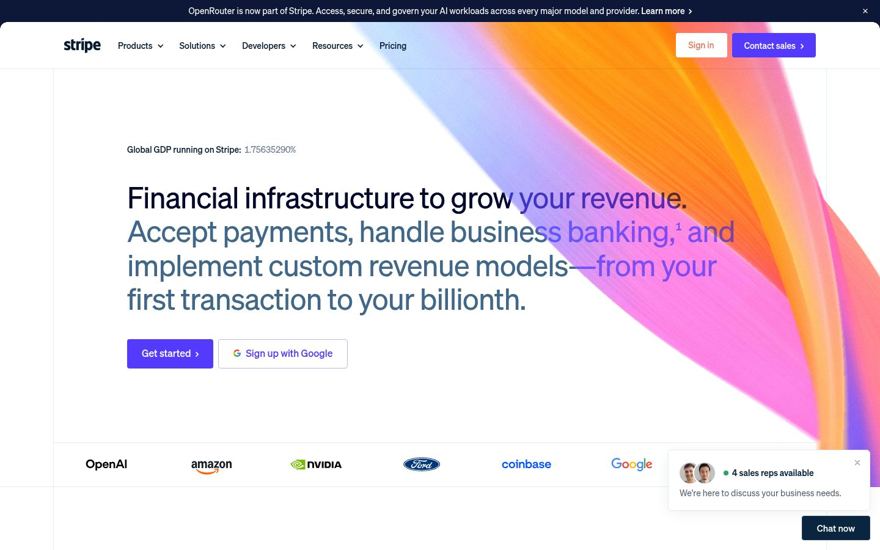 OpenRouter is now part of Stripe. Access, secure, and govern your AI workloads across every major model and provider. Learn more
stripe
Products
Solutions
Developers
Resources
Pricing
Sign in
Contact sales
Global GDP running on Stripe: 1.75635290%
Financial infrastructure to grow your revenue.
Accept payments, handle business banking,¹ and
implement custom revenue models—from your
first transaction to your billionth.
Get started
Sign up with Google
OpenAI
amazon
NVIDIA
Ford
coinbase
Google
4 sales reps available
We're here to discuss your business needs.
Chat now